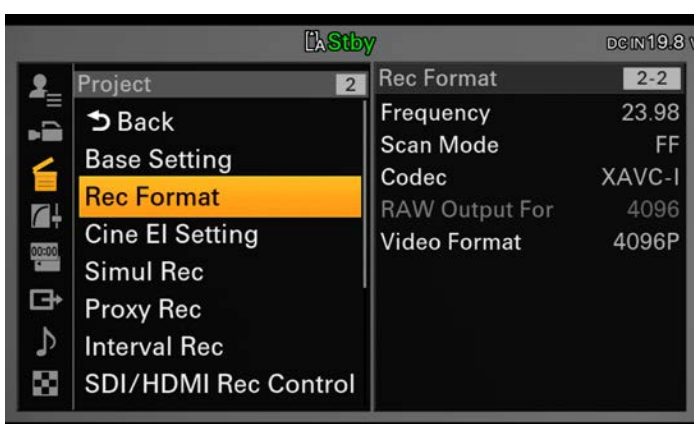 A Stby
DC IN 19.8 V
Project 2
Back
Base Setting
Rec Format
Cine EI Setting
Simul Rec
Proxy Rec
Interval Rec
SDI/HDMI Rec Control
00:00
Rec Format 2-2
Frequency 23.98
Scan Mode FF
Codec XAVC-I
RAW Output For 4096
Video Format 4096P